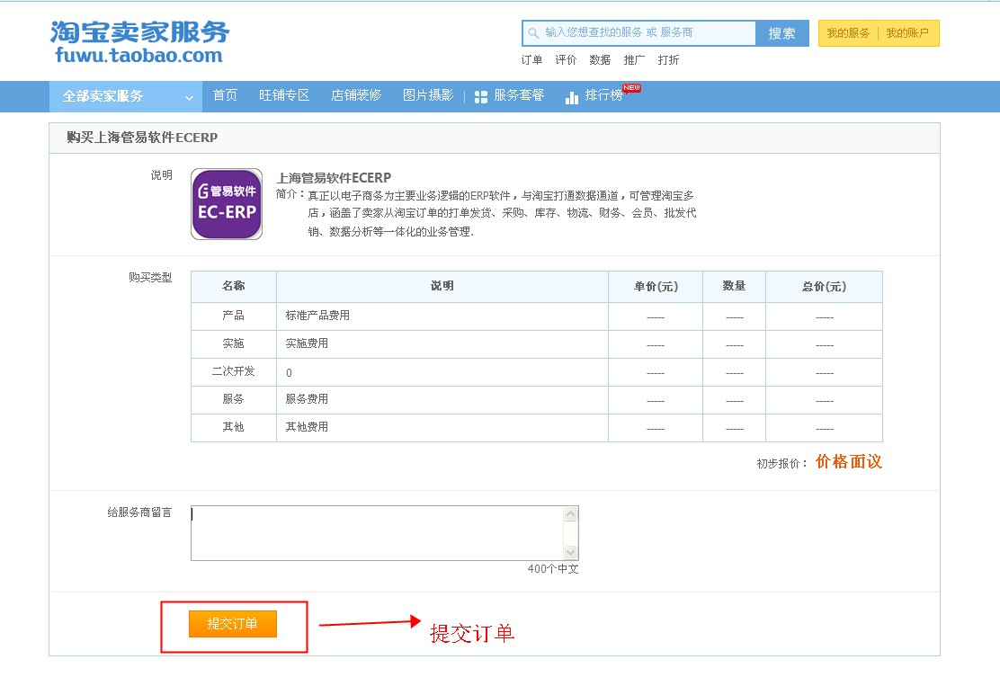 淘宝卖家服务
fuwu.taobao.com
输入您想查找的服务 或 服务商
搜索
我的服务 我的账户
订单 评价 数据 推广 打折
全部卖家服务 首页 旺铺专区 店铺装修 图片摄影 服务套餐 排行榜 NEW
购买上海管易软件ECERP
说明
管易软件
EC-ERP
上海管易软件ECERP
简介：真正以电子商务为主要业务逻辑的ERP软件，与淘宝打通数据通道，可管理淘宝多
店，涵盖了卖家从淘宝订单的打单发货、采购、库存、物流、财务、会员、批发代
销、数据分析等一体化的业务管理.
购买类型
名称 说明 单价(元) 数量 总价(元)
产品 标准产品费用 ----- ----- -----
实施 实施费用 ----- ----- -----
二次开发 0 ----- ----- -----
服务 服务费用 ----- ----- -----
其他 其他费用 ----- ----- -----
初步报价： 价格面议
给服务商留言
400个中文
提交订单
提交订单